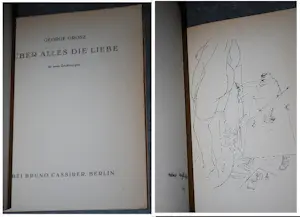 GEORGE GROSZ
ÜBER ALLES DIE LIEBE
BEI BRUNO CASSIRER, BERLIN